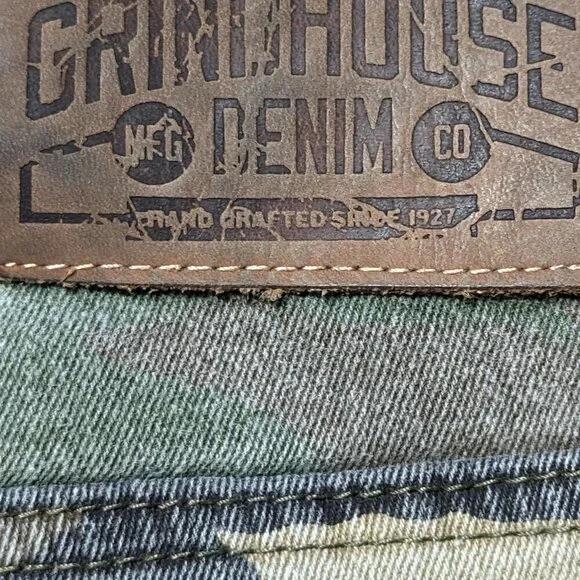 GRINDHOUSE
MFG DENIM CO
HAND CRAFTED SINCE 1927